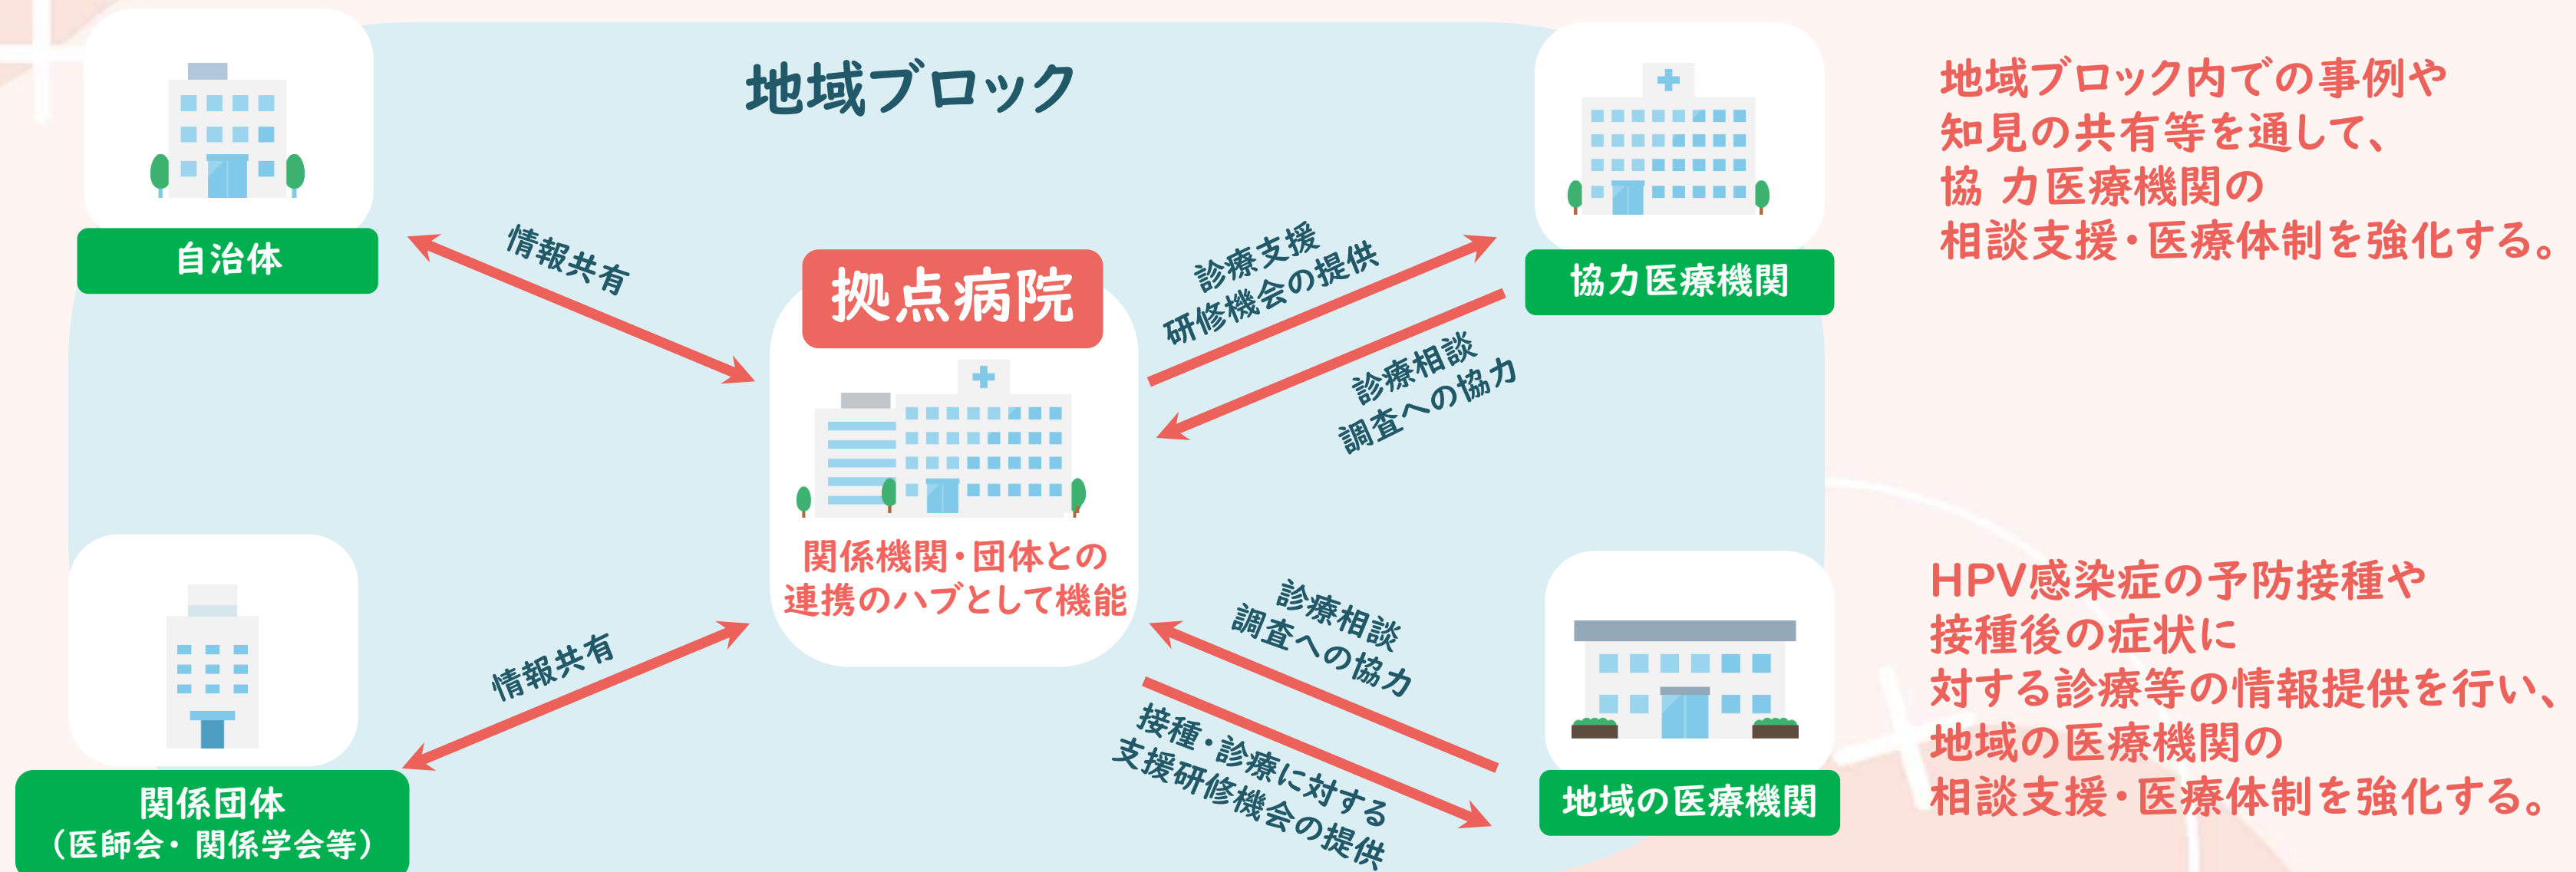 地域ブロック
自治体
情報共有
拠点病院
関係機関・団体との
連携のハブとして機能
診療支援
研修機会の提供
診療相談
調査への協力
協力医療機関
地域ブロック内での事例や
知見の共有等を通して、
協 力医療機関の
相談支援・医療体制を強化する。
関係団体
（医師会・ 関係学会等）
情報共有
診療相談
調査への協力
接種・診療に対する
支援研修機会の提供
地域の医療機関
HPV感染症の予防接種や
接種後の症状に
対する診療等の情報提供を行い、
地域の医療機関の
相談支援・医療体制を強化する。